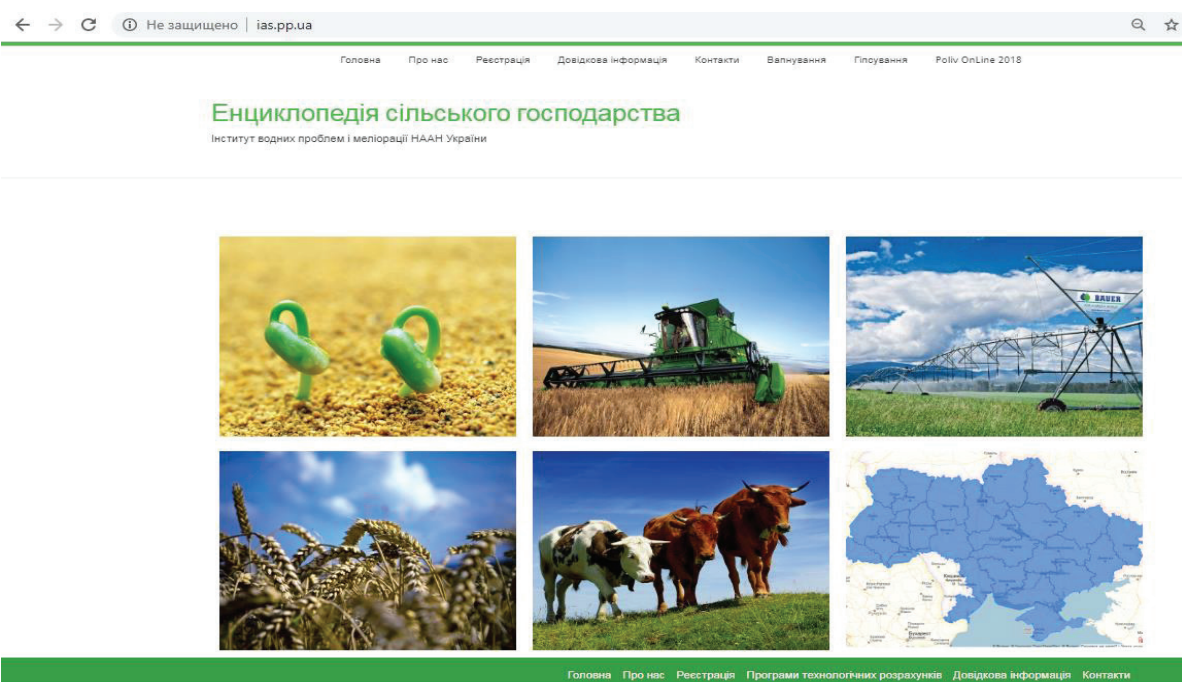 Не защищено | ias.pp.ua
Головна Про нас Реєстрація Довідкова інформація Контакти Вапнування Гіпсування Poliv OnLine 2018
Енциклопедія сільського господарства
Інститут водних проблем і меліорації НААН України
BAUER
Головна Про нас Реєстрація Програми технологічних розрахунків Довідкова інформація Контакти